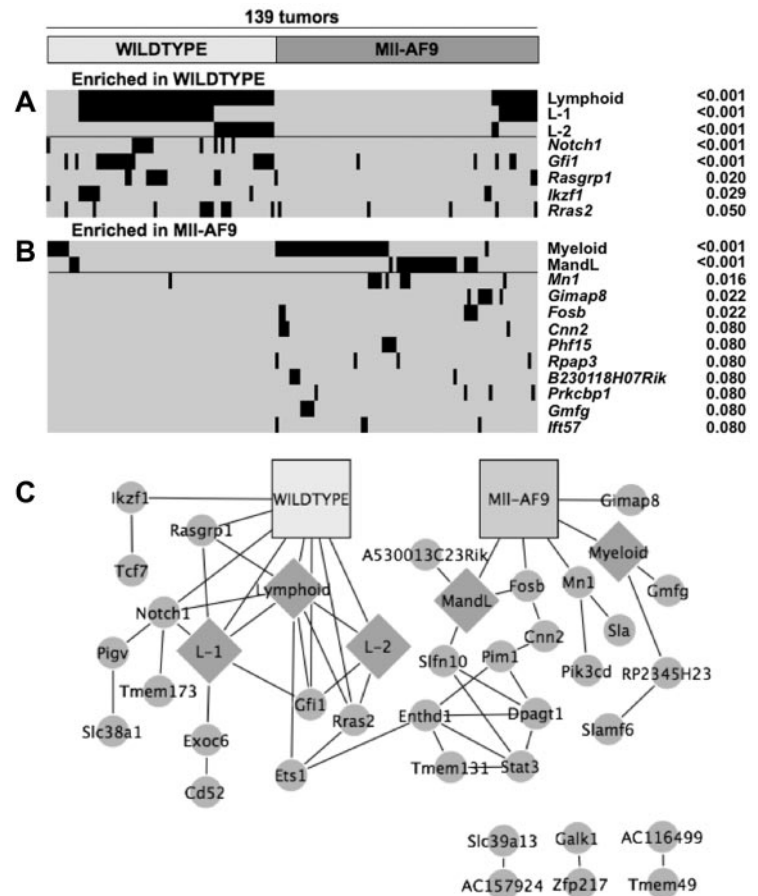 139 tumors
WILDTYPE MII-AF9
Enriched in WILDTYPE
A
Lymphoid <0.001
L-1 <0.001
L-2 <0.001
Notch1 <0.001
Gfi1 <0.001
Rasgrp1 0.020
Ikzf1 0.029
Rras2 0.050
Enriched in MII-AF9
B
Myeloid <0.001
MandL <0.001
Mn1 0.016
Gimap8 0.022
Fosb 0.022
Cnn2 0.080
Phf15 0.080
Rpap3 0.080
B230118H07Rik 0.080
Prkcbp1 0.080
Gmfg 0.080
Ift57 0.080
C
Ikzf1
WILDTYPE
MII-AF9
Gimap8
Rasgrp1
A530013C23Rik
Myeloid
Tcf7
Lymphoid
MandL
Fosb
Mn1
Gmfg
Notch1
Cnn2
Sla
Pigv
L-1
L-2
Slfn10
Pim1
Pik3cd
RP2345H23
Tmem173
Gfi1
Rras2
Enthd1
Dpagt1
Slc38a1
Exoc6
Slamf6
Ets1
Tmem131
Stat3
Cd52
Slc39a13
Galk1
AC116499
AC157924
Zfp217
Tmem49